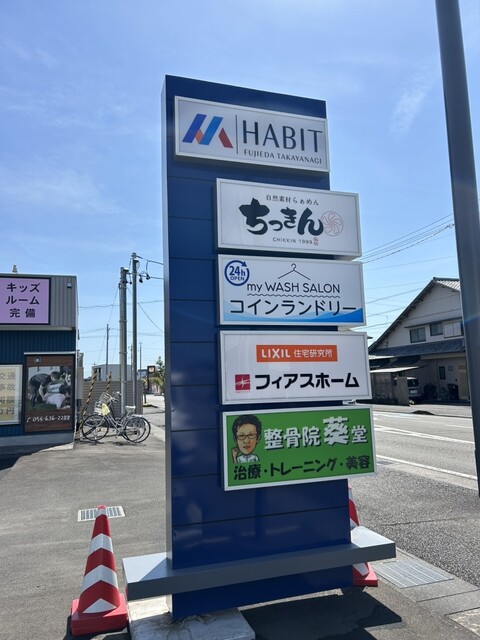 HABIT
FUJIEDA TAKAYANAGI
自然素材らぁめん
ちっきん
CHIKKIN 1999
24h
OPEN
my WASH SALON
コインランドリー
LIXIL 住宅研究所
フィアスホーム
整骨院 葵堂
治療・トレーニング・美容
キッズ
ルーム
完備